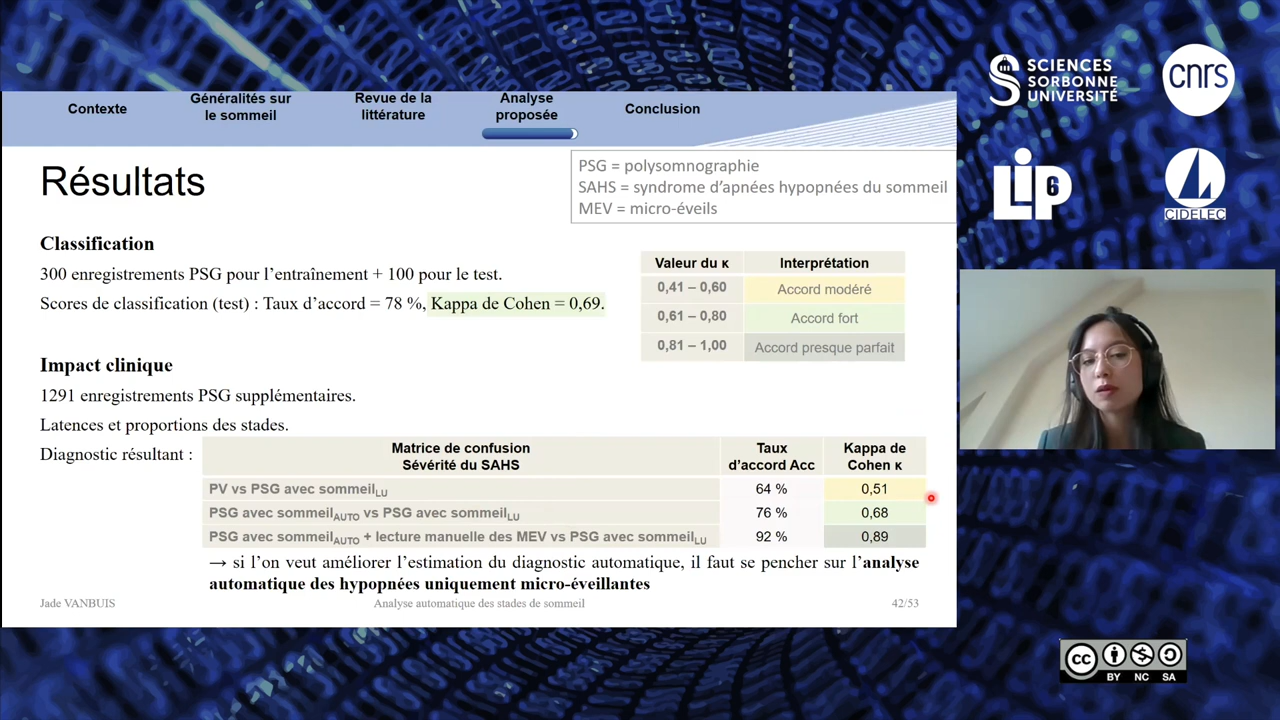 Contexte
Généralités sur
le sommeil
Revue de la
littérature
Analyse
proposée
Conclusion
SCIENCES
SORBONNE
UNIVERSITÉ
cnrs
LIP6
CIDELEC
Résultats
PSG = polysomnographie
SAHS = syndrome d'apnées hypopnées du sommeil
MEV = micro-éveils
Classification
300 enregistrements PSG pour l'entraînement + 100 pour le test.
Scores de classification (test) : Taux d'accord = 78 %, Kappa de Cohen = 0,69.
Valeur du κ Interprétation
0,41 – 0,60 Accord modéré
0,61 – 0,80 Accord fort
0,81 – 1,00 Accord presque parfait
Impact clinique
1291 enregistrements PSG supplémentaires.
Latences et proportions des stades.
Diagnostic résultant :
Matrice de confusion
Sévérité du SAHS
Taux
d'accord Acc
Kappa de
Cohen κ
PV vs PSG avec sommeilLU 64 % 0,51
PSG avec sommeilAUTO vs PSG avec sommeilLU 76 % 0,68
PSG avec sommeilAUTO + lecture manuelle des MEV vs PSG avec sommeilLU 92 % 0,89
→ si l'on veut améliorer l'estimation du diagnostic automatique, il faut se pencher sur l'analyse
automatique des hypopnées uniquement micro-éveillantes
Jade VANBUIS Analyse automatique des stades de sommeil 42/53
cc BY NC SA